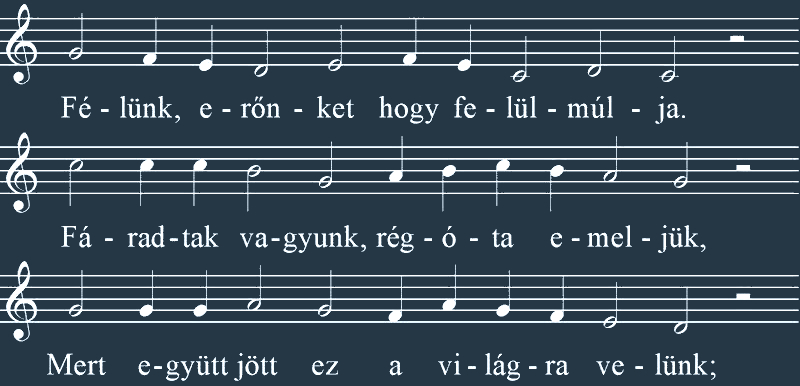 Fé - lünk, e - rőn - ket hogy fe - lül - múl - ja.
Fá - rad - tak va - gyunk, rég - ó - ta e - mel - jük,
Mert e - gyütt jött ez a vi - lág - ra ve - lünk;